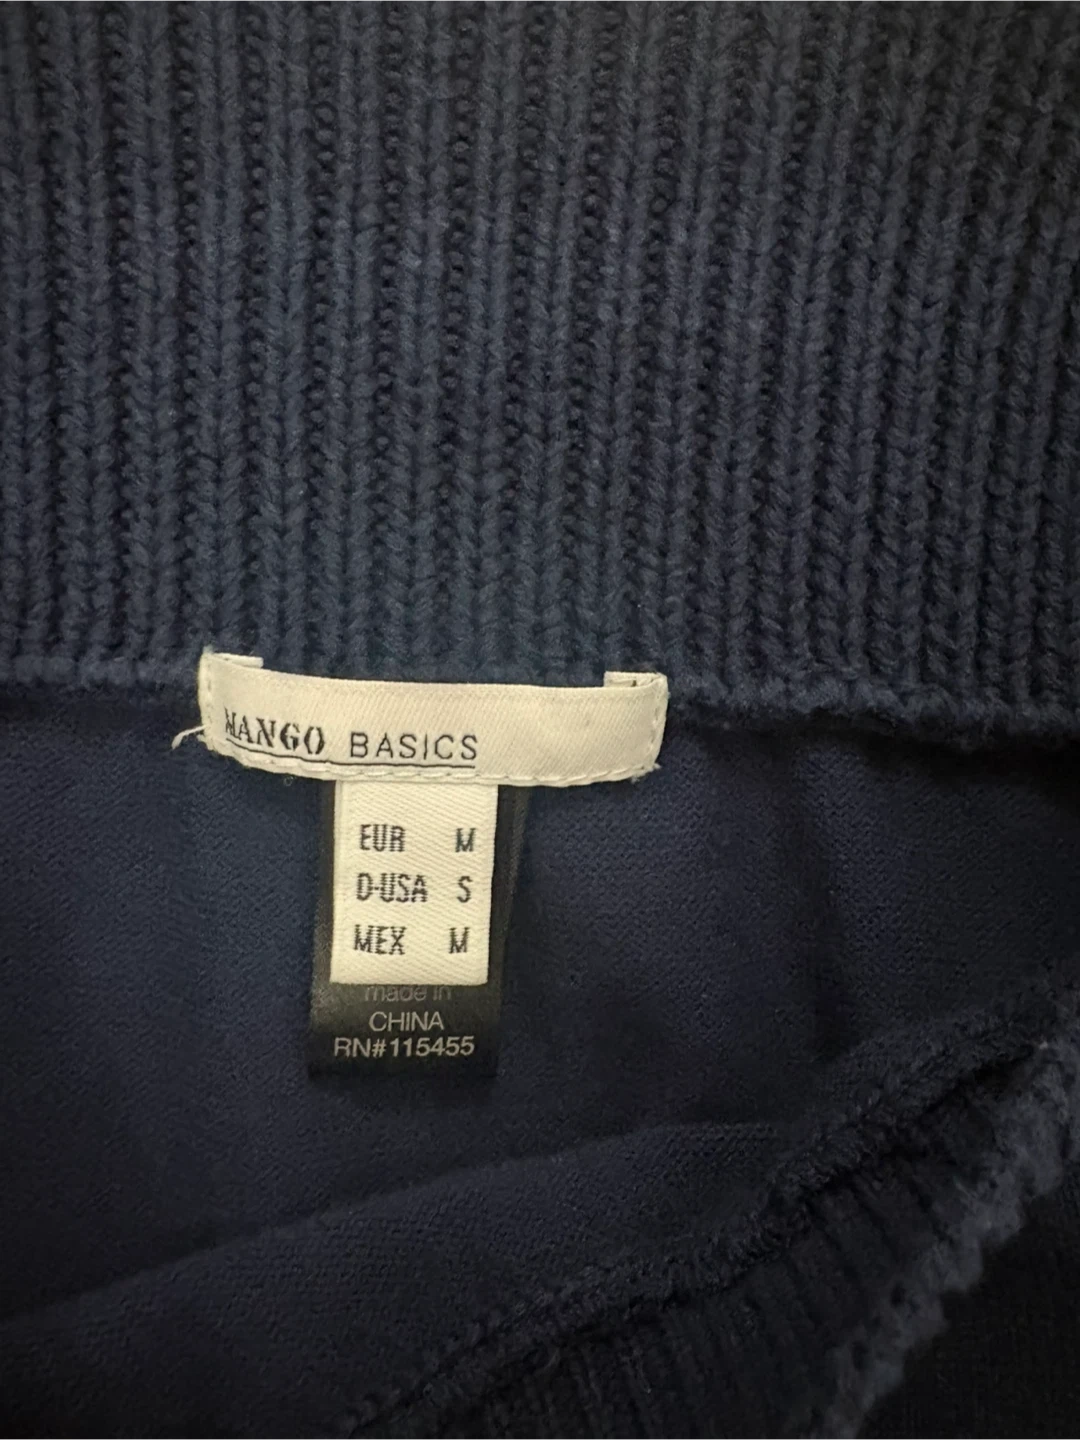 MANGO BASICS
EUR M
D-USA S
MEX M
made in
CHINA
RN#115455